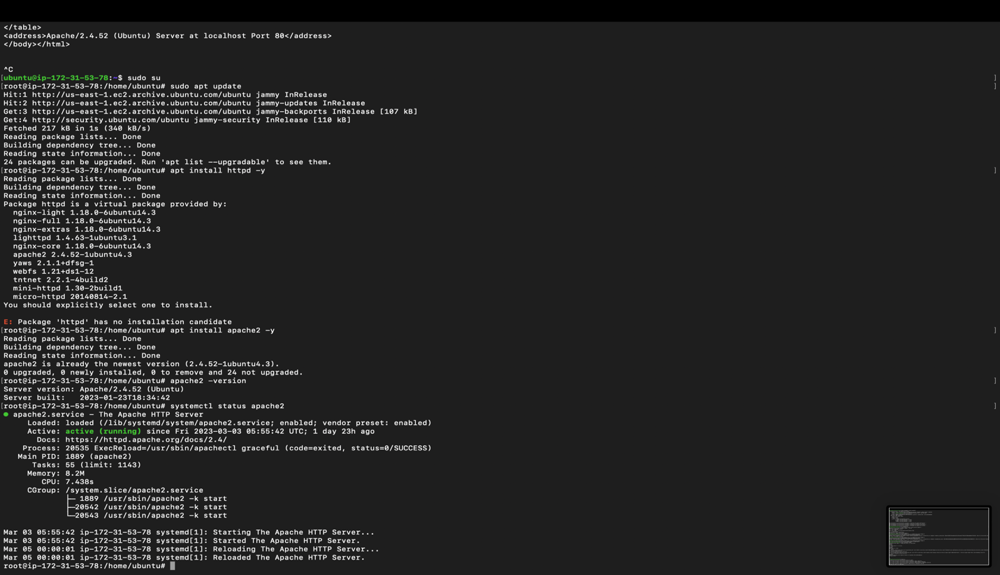 </table>
<address>Apache/2.4.52 (Ubuntu) Server at localhost Port 80</address>
</body></html>
^C
[ubuntu@ip-172-31-53-78:~$ sudo su ]
[root@ip-172-31-53-78:/home/ubuntu# sudo apt update ]
Hit:1 http://us-east-1.ec2.archive.ubuntu.com/ubuntu jammy InRelease
Hit:2 http://us-east-1.ec2.archive.ubuntu.com/ubuntu jammy-updates InRelease
Get:3 http://us-east-1.ec2.archive.ubuntu.com/ubuntu jammy-backports InRelease [107 kB]
Get:4 http://security.ubuntu.com/ubuntu jammy-security InRelease [110 kB]
Fetched 217 kB in 1s (340 kB/s)
Reading package lists... Done
Building dependency tree... Done
Reading state information... Done
24 packages can be upgraded. Run 'apt list --upgradable' to see them.
[root@ip-172-31-53-78:/home/ubuntu# apt install httpd -y ]
Reading package lists... Done
Building dependency tree... Done
Reading state information... Done
Package httpd is a virtual package provided by:
  nginx-light 1.18.0-6ubuntu14.3
  nginx-full 1.18.0-6ubuntu14.3
  nginx-extras 1.18.0-6ubuntu14.3
  lighttpd 1.4.63-1ubuntu3.1
  nginx-core 1.18.0-6ubuntu14.3
  apache2 2.4.52-1ubuntu4.3
  yaws 2.1.1+dfsg-1
  webfs 1.21+ds1-12
  tntnet 2.2.1-4build2
  mini-httpd 1.30-2build1
  micro-httpd 20140814-2.1
You should explicitly select one to install.
E: Package 'httpd' has no installation candidate
[root@ip-172-31-53-78:/home/ubuntu# apt install apache2 -y ]
Reading package lists... Done
Building dependency tree... Done
Reading state information... Done
apache2 is already the newest version (2.4.52-1ubuntu4.3).
0 upgraded, 0 newly installed, 0 to remove and 24 not upgraded.
[root@ip-172-31-53-78:/home/ubuntu# apache2 -version ]
Server version: Apache/2.4.52 (Ubuntu)
Server built:   2023-01-23T18:34:42
[root@ip-172-31-53-78:/home/ubuntu# systemctl status apache2 ]
● apache2.service - The Apache HTTP Server
     Loaded: loaded (/lib/systemd/system/apache2.service; enabled; vendor preset: enabled)
     Active: active (running) since Fri 2023-03-03 05:55:42 UTC; 1 day 23h ago
       Docs: https://httpd.apache.org/docs/2.4/
    Process: 20535 ExecReload=/usr/sbin/apachectl graceful (code=exited, status=0/SUCCESS)
   Main PID: 1889 (apache2)
      Tasks: 55 (limit: 1143)
     Memory: 8.2M
        CPU: 7.438s
     CGroup: /system.slice/apache2.service
             ├─ 1889 /usr/sbin/apache2 -k start
             ├─20542 /usr/sbin/apache2 -k start
             └─20543 /usr/sbin/apache2 -k start
Mar 03 05:55:42 ip-172-31-53-78 systemd[1]: Starting The Apache HTTP Server...
Mar 03 05:55:42 ip-172-31-53-78 systemd[1]: Started The Apache HTTP Server.
Mar 05 00:00:01 ip-172-31-53-78 systemd[1]: Reloading The Apache HTTP Server...
Mar 05 00:00:01 ip-172-31-53-78 systemd[1]: Reloaded The Apache HTTP Server.
root@ip-172-31-53-78:/home/ubuntu#